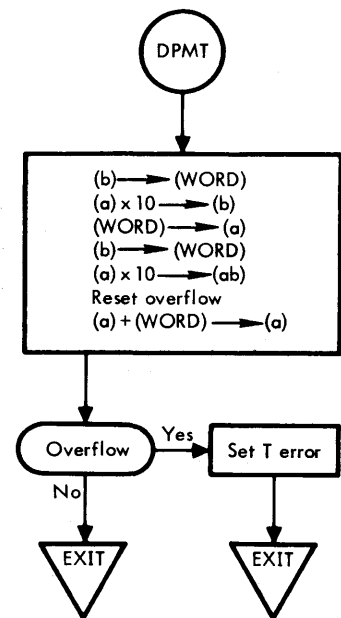 DPMT
(b) → (WORD)
(a) x 10 → (b)
(WORD) → (a)
(b) → (WORD)
(a) x 10 → (ab)
Reset overflow
(a) + (WORD) → (a)
Overflow
Yes
Set T error
No
EXIT
EXIT